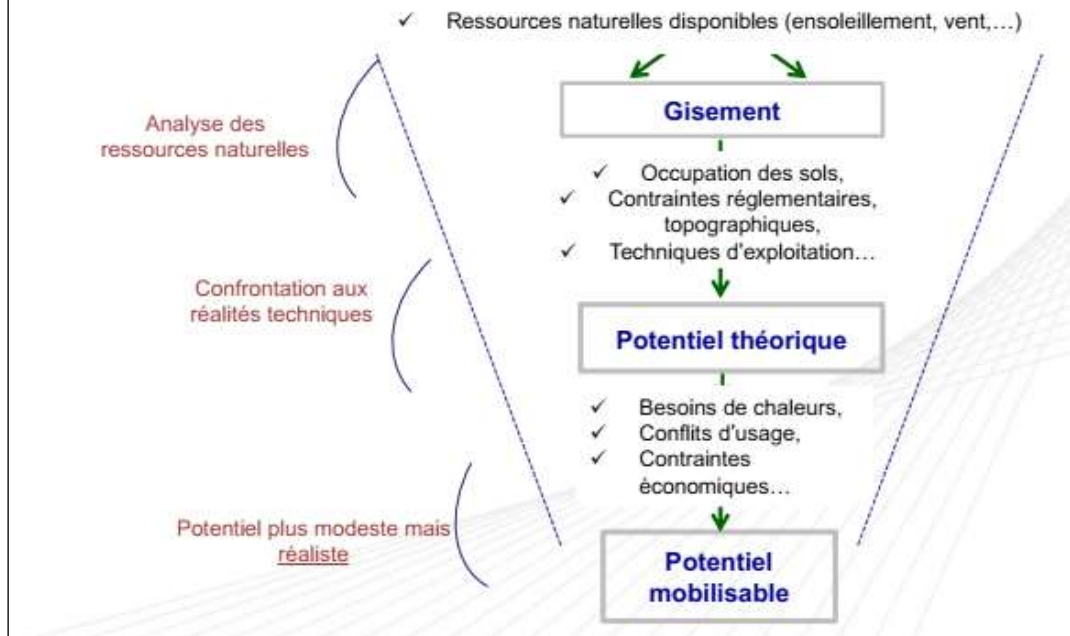 ✓ Ressources naturelles disponibles (ensoleillement, vent,…)
Gisement
Analyse des
ressources naturelles
✓ Occupation des sols,
✓ Contraintes réglementaires,
topographiques,
✓ Techniques d'exploitation…
Confrontation aux
réalités techniques
Potentiel théorique
✓ Besoins de chaleurs,
✓ Conflits d'usage,
✓ Contraintes
économiques…
Potentiel plus modeste mais
réaliste
Potentiel
mobilisable